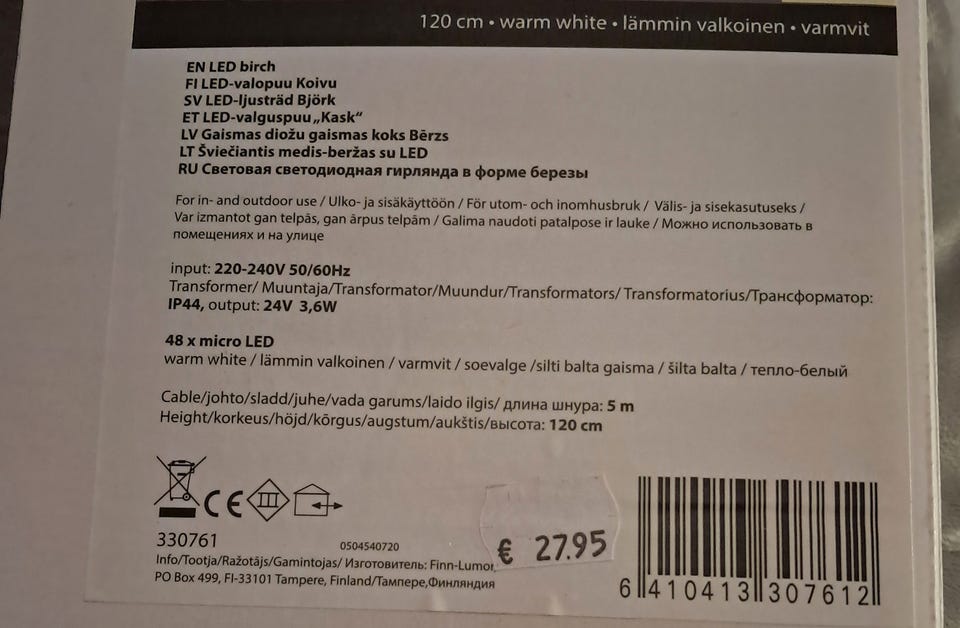 120 cm • warm white • lämmin valkoinen • varmvit
EN LED birch
FI LED-valopuu Koivu
SV LED-ljusträd Björk
ET LED-valguspuu „Kask“
LV Gaismas diožu gaismas koks Bērzs
LT Šviečiantis medis-beržas su LED
RU Световая светодиодная гирлянда в форме березы
For in- and outdoor use / Ulko- ja sisäkäyttöön / För utom- och inomhusbruk / Välis- ja sisekasutuseks /
Var izmantot gan telpās, gan ārpus telpām / Galima naudoti patalpose ir lauke / Можно использовать в
помещениях и на улице
input: 220-240V 50/60Hz
Transformer/ Muuntaja/Transformator/Muundur/Transformators/ Transformatorius/Трансформатор:
IP44, output: 24V 3,6W
48 x micro LED
warm white / lämmin valkoinen / varmvit / soevalge /silti balta gaisma / šilta balta / тепло-белый
Cable/johto/sladd/juhe/vada garums/laido ilgis/ длина шнура: 5 m
Height/korkeus/höjd/kõrgus/augstum/aukštis/высота: 120 cm
CE III
330761
0504540720
Info/Tootja/Ražotājs/Gamintojas/ Изготовитель: Finn-Lumor
PO Box 499, FI-33101 Tampere, Finland/Тампере,Финляндия
€ 27.95
6 410413 307612